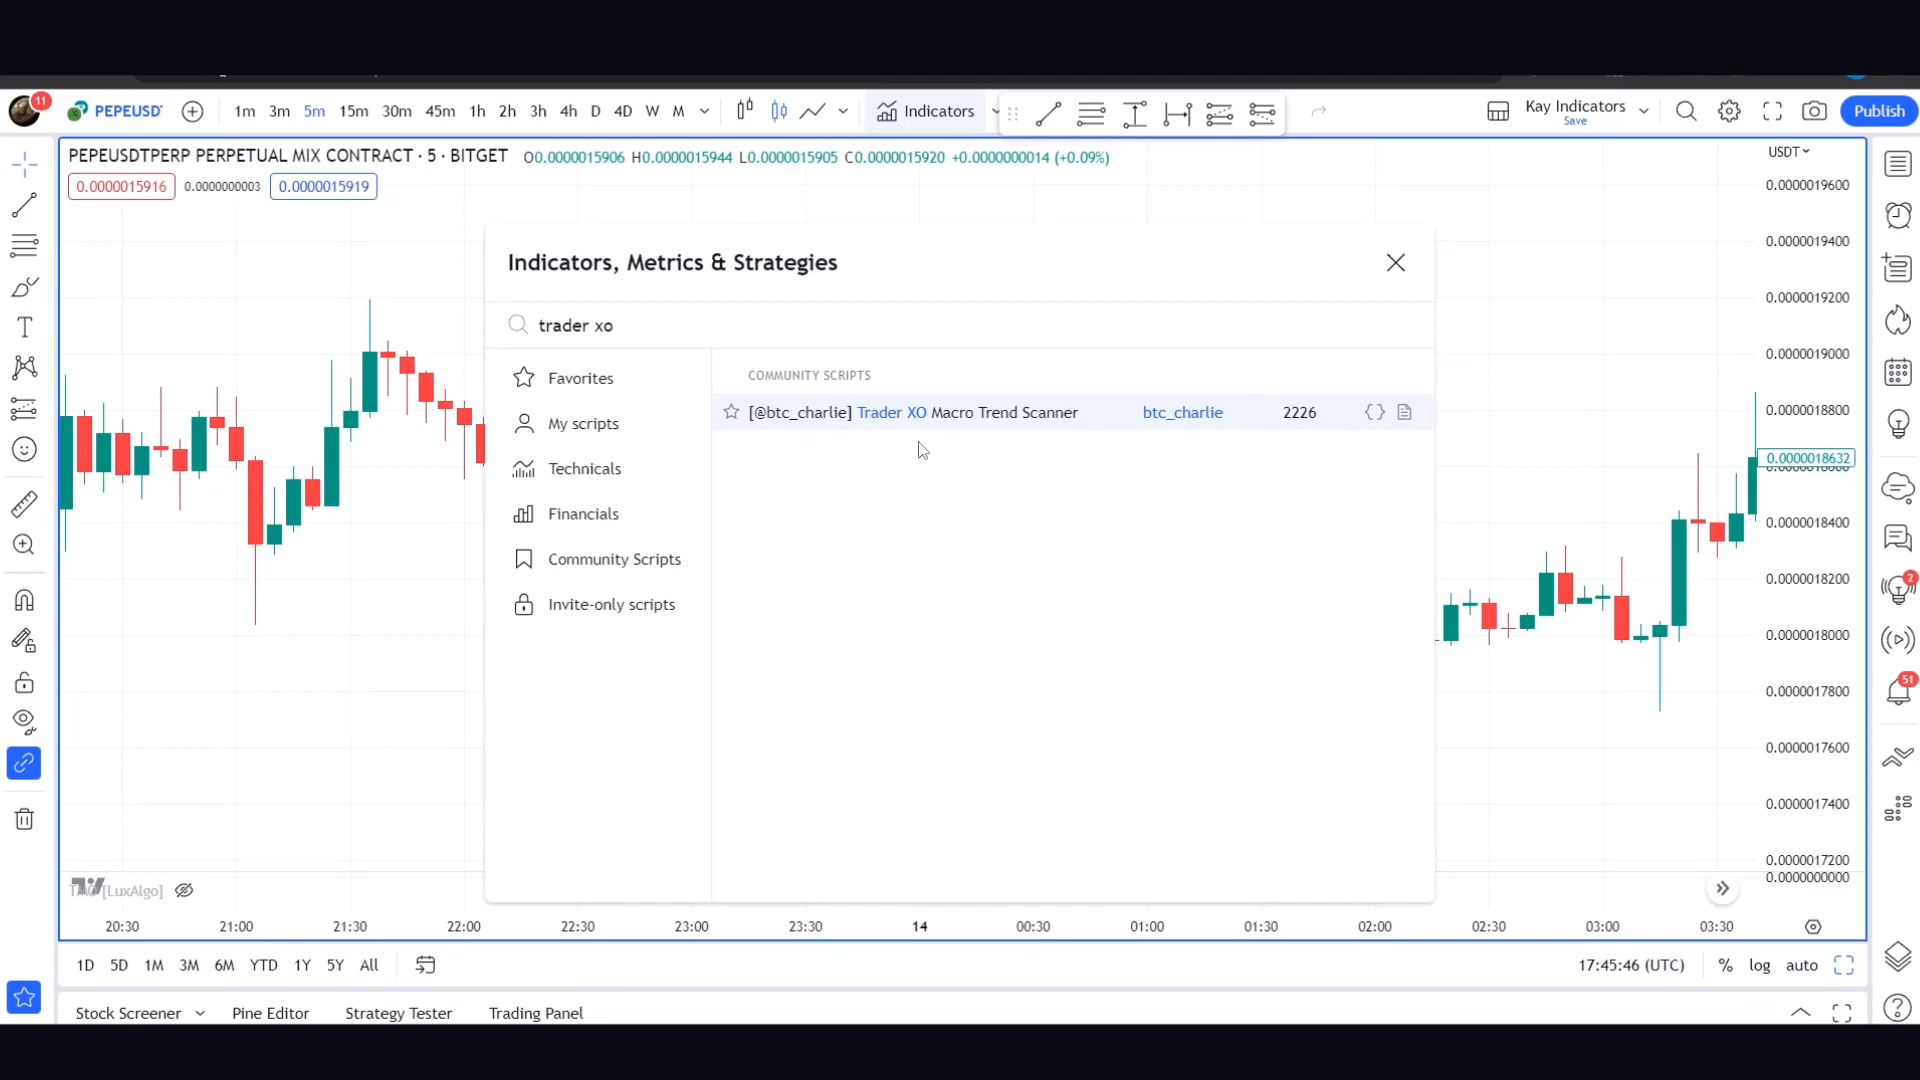 11
PEPEUSDT
1m 3m 5m 15m 30m 45m 1h 2h 3h 4h D 4D W M
Indicators
Kay Indicators
Save
Publish
PEPEUSDTPERP PERPETUAL MIX CONTRACT · 5 · BITGET O0.0000015906 H0.0000015944 L0.0000015905 C0.0000015920 +0.0000000014 (+0.09%)
USDT
0.0000015916 0.0000000003 0.0000015919
Indicators, Metrics & Strategies
trader xo
Favorites
My scripts
Technicals
Financials
Community Scripts
Invite-only scripts
COMMUNITY SCRIPTS
[@btc_charlie] Trader XO Macro Trend Scanner btc_charlie 2226
0.0000019600
0.0000019400
0.0000019200
0.0000019000
0.0000018800
0.0000018632
0.0000018400
0.0000018200
0.0000018000
0.0000017800
0.0000017600
0.0000017400
0.0000017200
0.0000000000
2
51
[LuxAlgo]
20:30 21:00 21:30 22:00 22:30 23:00 23:30 14 00:30 01:00 01:30 02:00 02:30 03:00 03:30
1D 5D 1M 3M 6M YTD 1Y 5Y All
17:45:46 (UTC) % log auto
Stock Screener Pine Editor Strategy Tester Trading Panel